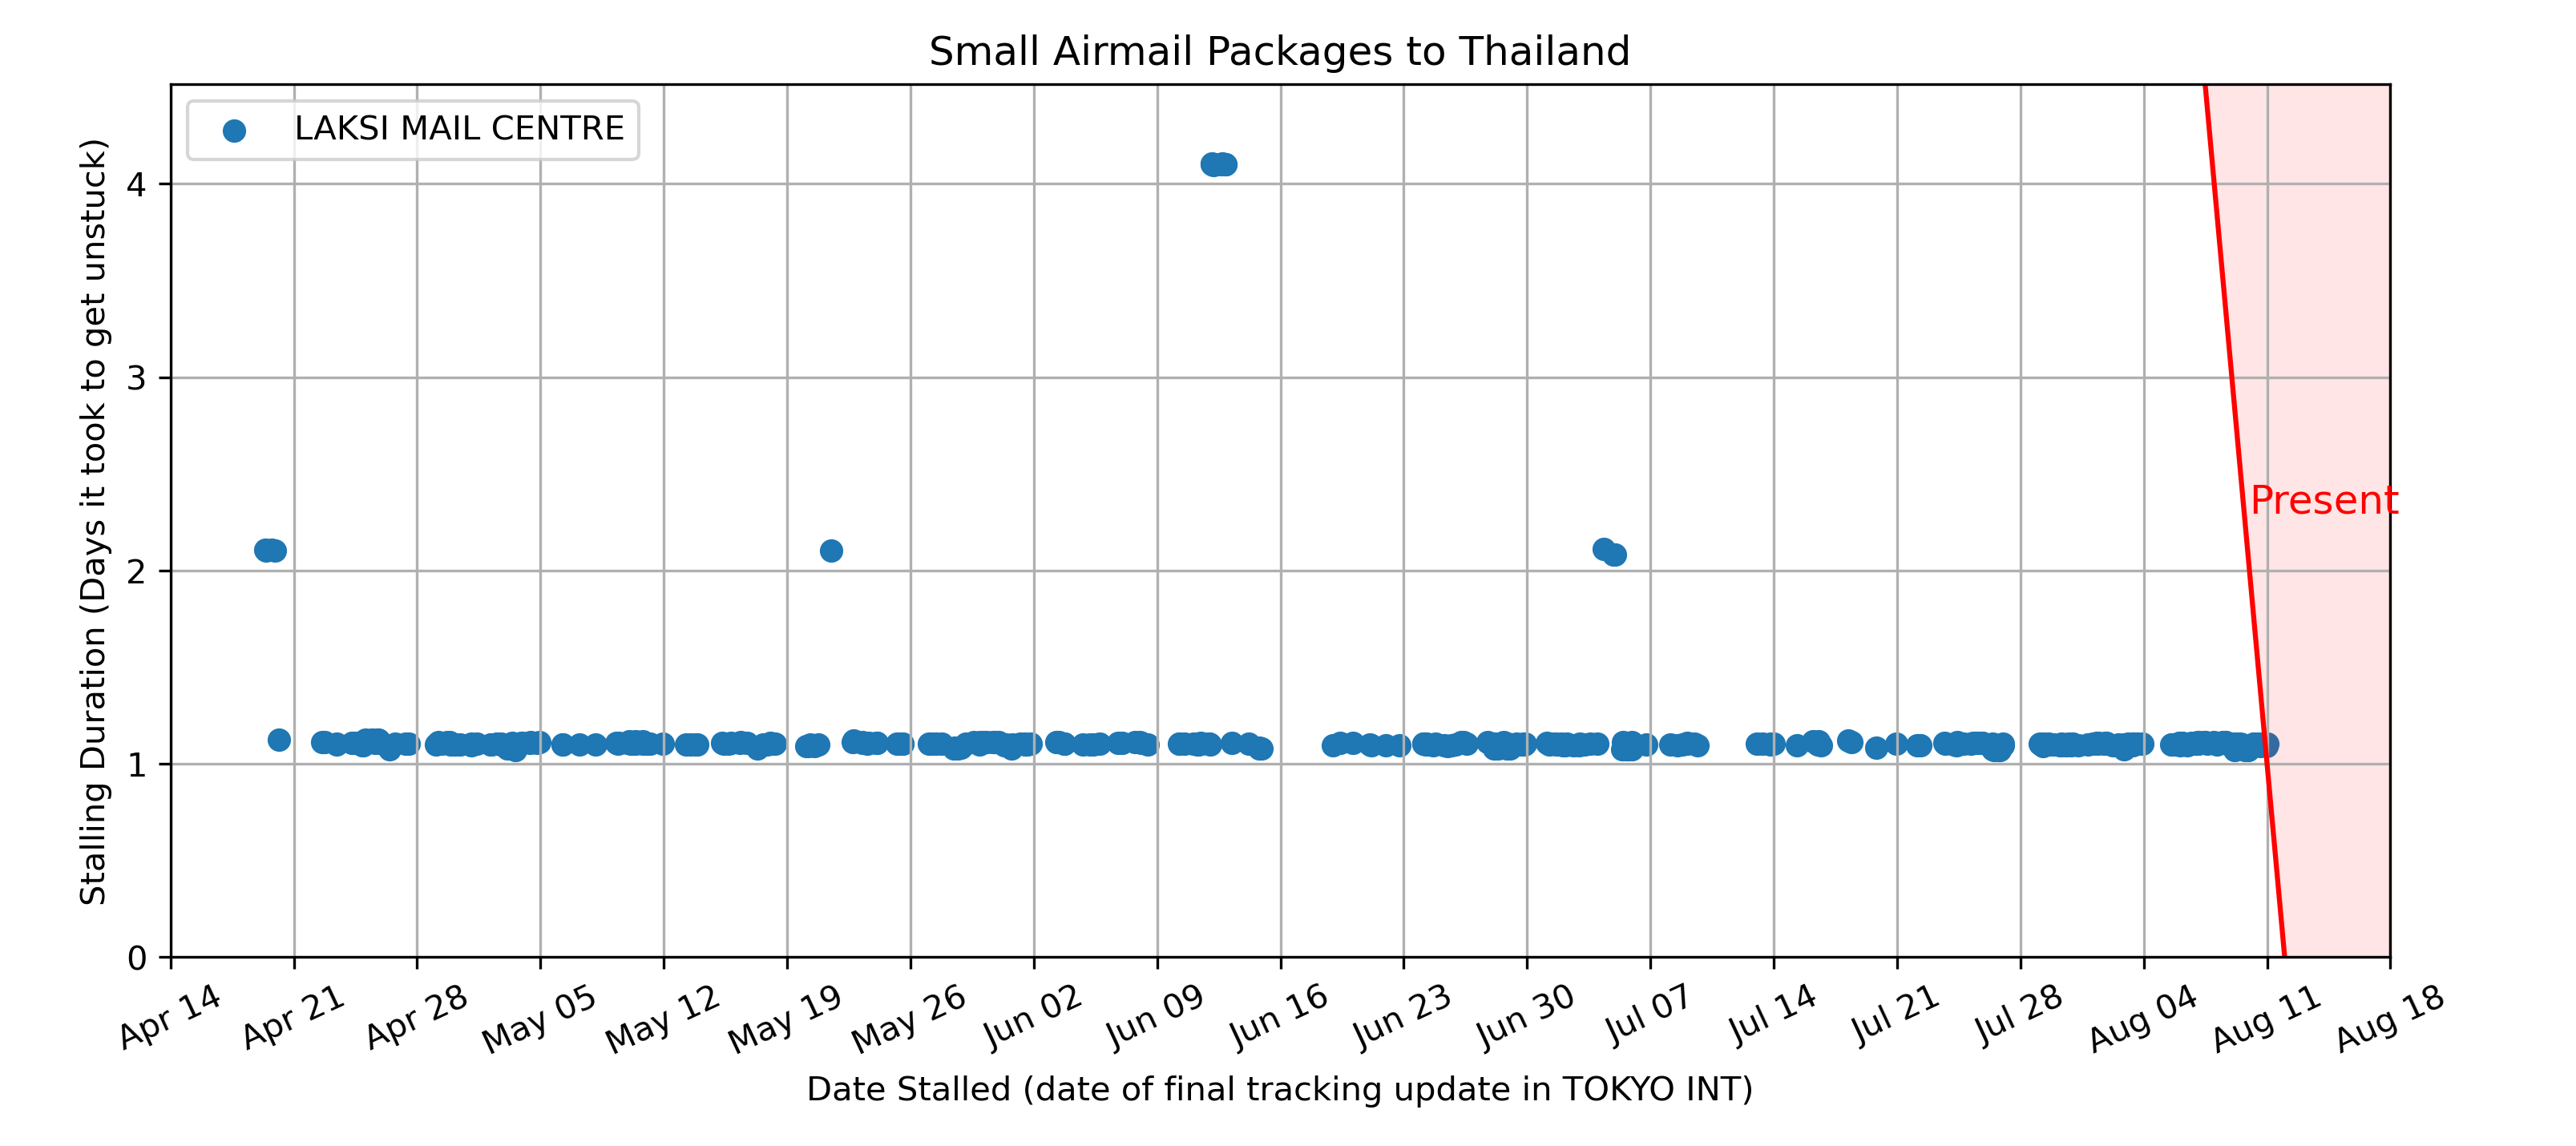 Small Airmail Packages to Thailand
LAKSI MAIL CENTRE
Stalling Duration (Days it took to get unstuck)
4
3
2
1
0
Present
Apr 14
Apr 21
Apr 28
May 05
May 12
May 19
May 26
Jun 02
Jun 09
Jun 16
Jun 23
Jun 30
Jul 07
Jul 14
Jul 21
Jul 28
Aug 04
Aug 11
Aug 18
Date Stalled (date of final tracking update in TOKYO INT)